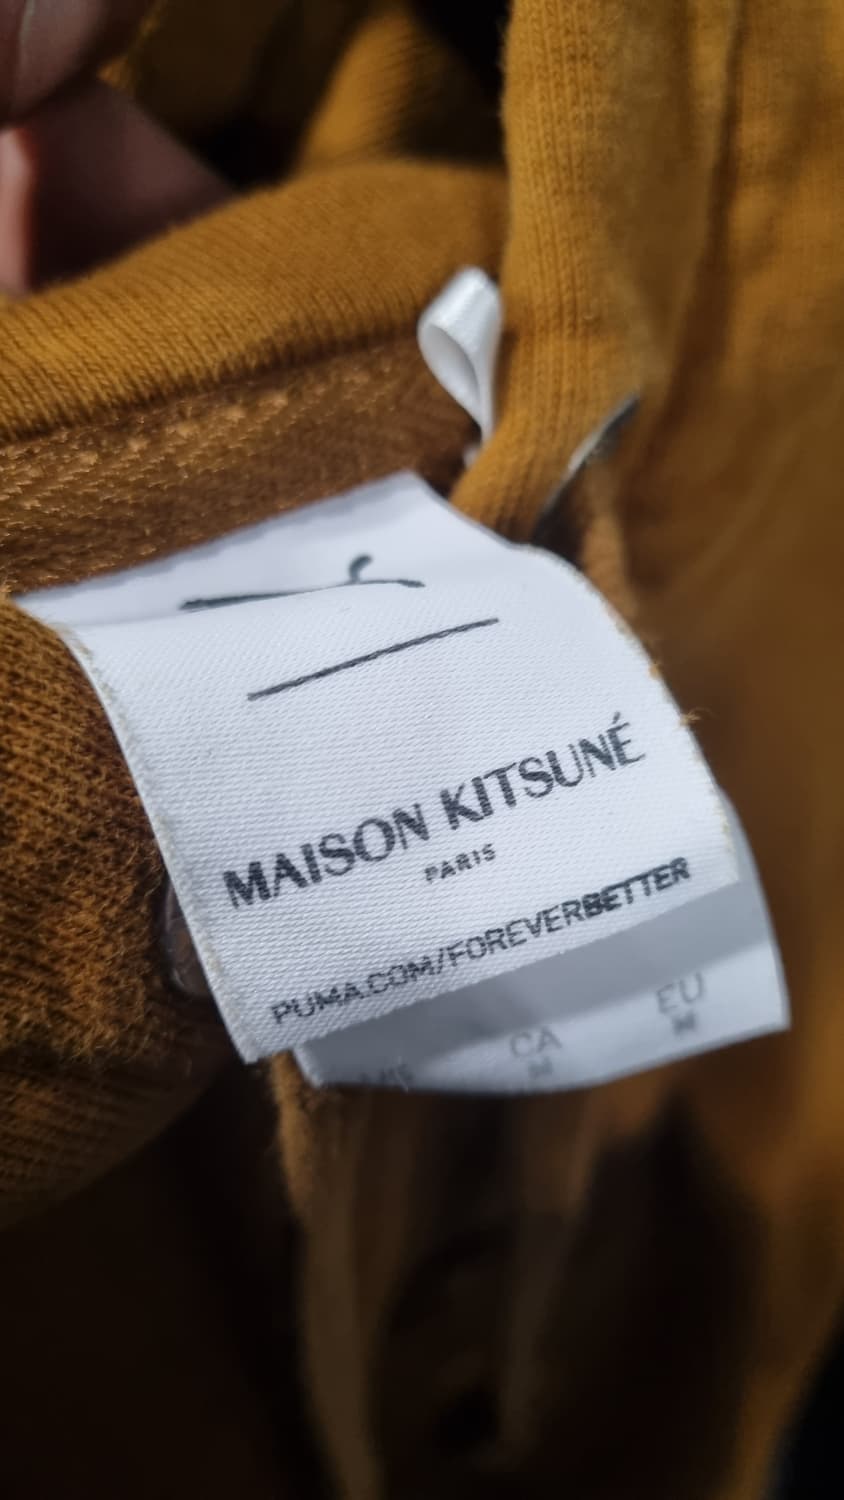 MAISON KITSUNÉ
PARIS
PUMA.COM/FOREVERBETTER
CA EU
M M